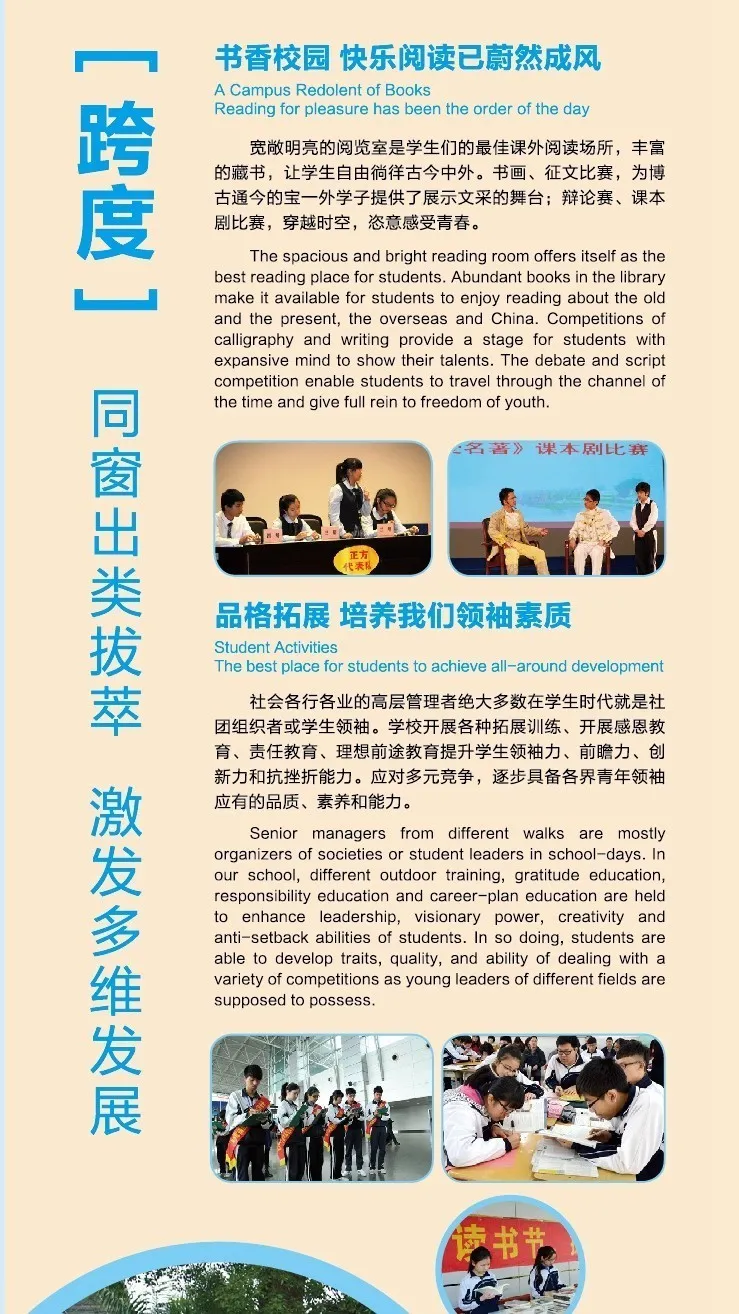 [跨度]
同窗出类拔萃 激发多维发展
书香校园 快乐阅读已蔚然成风
A Campus Redolent of Books
Reading for pleasure has been the order of the day
宽敞明亮的阅览室是学生们的最佳课外阅读场所，丰富
的藏书，让学生自由徜徉古今中外。书画、征文比赛，为博
古通今的宝一外学子提供了展示文采的舞台；辩论赛、课本
剧比赛，穿越时空，恣意感受青春。
The spacious and bright reading room offers itself as the
best reading place for students. Abundant books in the library
make it available for students to enjoy reading about the old
and the present, the overseas and China. Competitions of
calligraphy and writing provide a stage for students with
expansive mind to show their talents. The debate and script
competition enable students to travel through the channel of
the time and give full rein to freedom of youth.
正方
代表队
名著》课本剧比赛
品格拓展 培养我们领袖素质
Student Activities
The best place for students to achieve all-around development
社会各行各业的高层管理者绝大多数在学生时代就是社
团组织者或学生领袖。学校开展各种拓展训练、开展感恩教
育、责任教育、理想前途教育提升学生领袖力、前瞻力、创
新力和抗挫折能力。应对多元竞争，逐步具备各界青年领袖
应有的品质、素养和能力。
Senior managers from different walks are mostly
organizers of societies or student leaders in school-days. In
our school, different outdoor training, gratitude education,
responsibility education and career-plan education are held
to enhance leadership, visionary power, creativity and
anti-setback abilities of students. In so doing, students are
able to develop traits, quality, and ability of dealing with a
variety of competitions as young leaders of different fields are
supposed to possess.
读书节